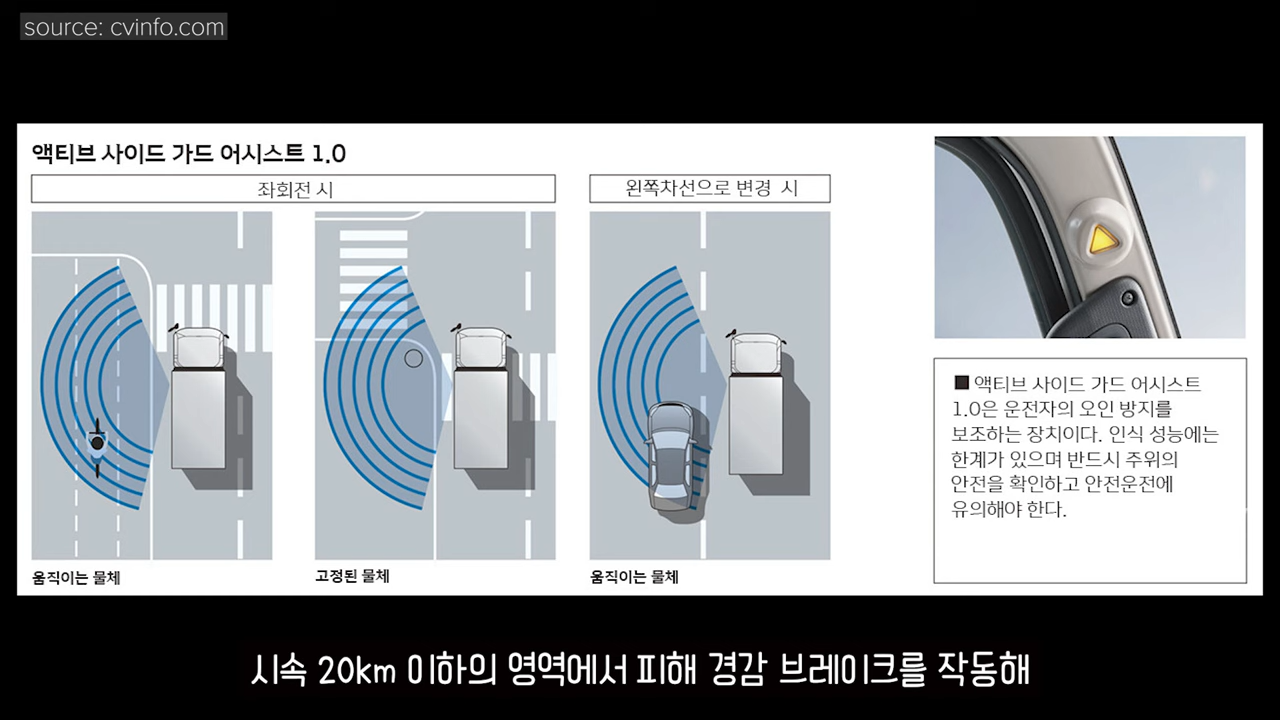 source: cvinfo.com
액티브 사이드 가드 어시스트 1.0
좌회전 시
왼쪽차선으로 변경 시
움직이는 물체
고정된 물체
움직이는 물체
■ 액티브 사이드 가드 어시스트
1.0은 운전자의 오인 방지를
보조하는 장치이다. 인식 성능에는
한계가 있으며 반드시 주위의
안전을 확인하고 안전운전에
유의해야 한다.
시속 20km 이하의 영역에서 피해 경감 브레이크를 작동해